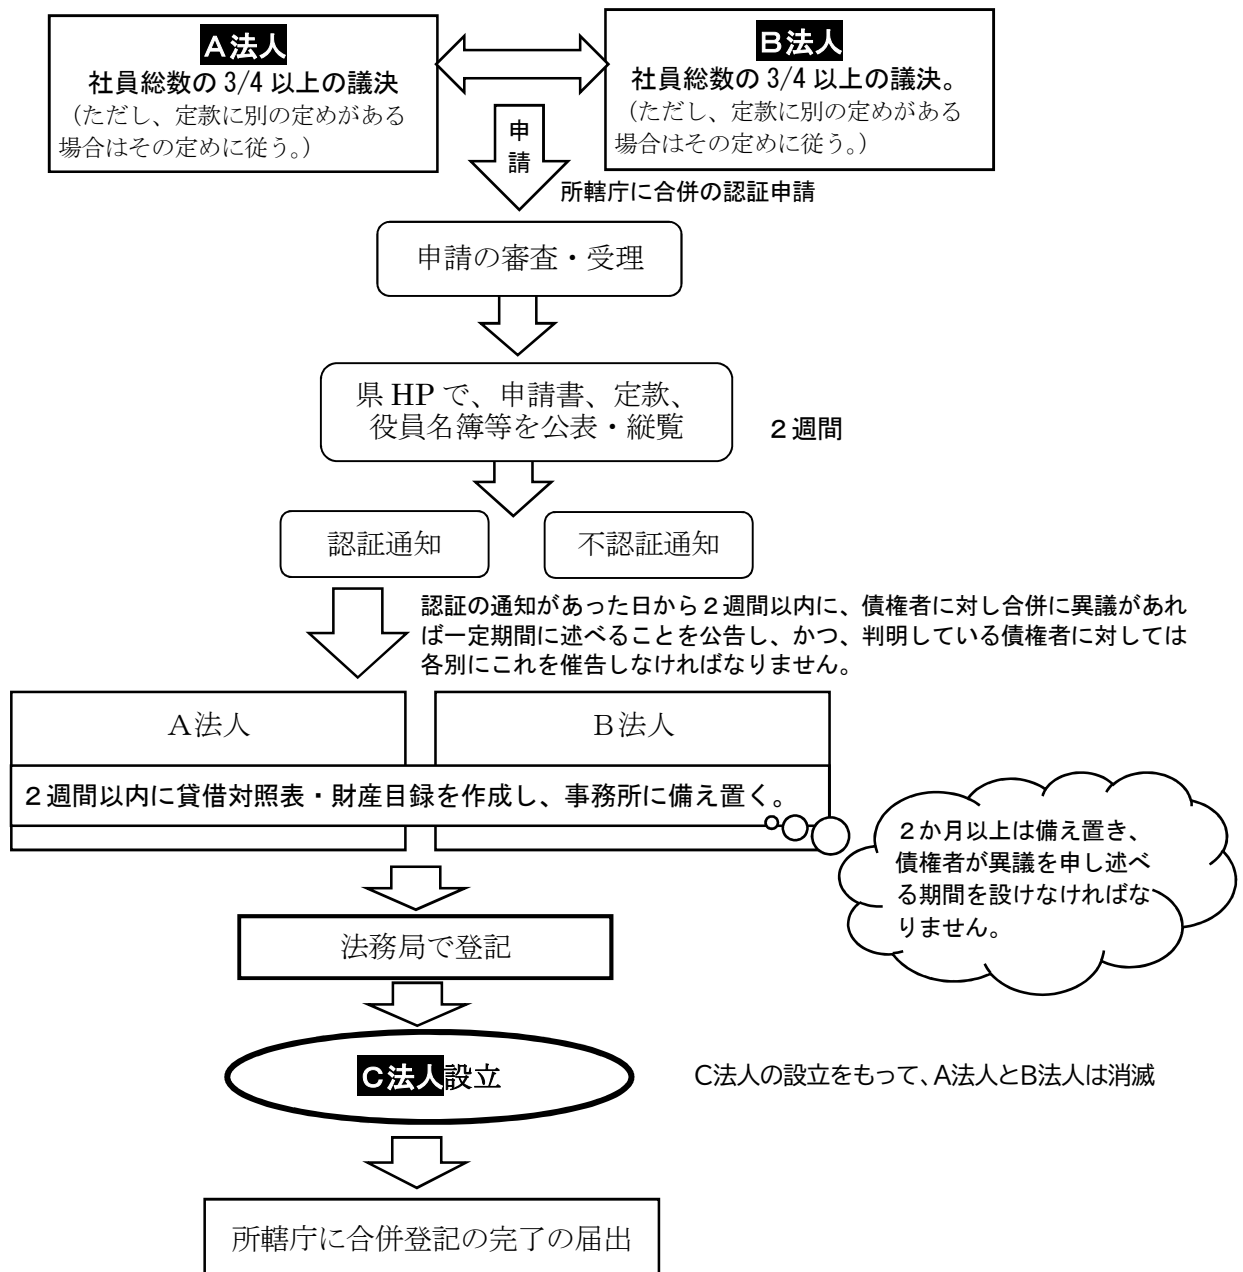 A法人
社員総数の 3/4 以上の議決
（ただし、定款に別の定めがある
場合はその定めに従う。）
B法人
社員総数の 3/4 以上の議決。
（ただし、定款に別の定めがある
場合はその定めに従う。）
申
請
所轄庁に合併の認証申請
申請の審査・受理
県 HP で、申請書、定款、
役員名簿等を公表・縦覧
２週間
認証通知
不認証通知
認証の通知があった日から２週間以内に、債権者に対し合併に異議があれ
ば一定期間に述べることを公告し、かつ、判明している債権者に対しては
各別にこれを催告しなければなりません。
A法人
B法人
２週間以内に貸借対照表・財産目録を作成し、事務所に備え置く。
２か月以上は備え置き、
債権者が異議を申し述べ
る期間を設けなければな
りません。
法務局で登記
C法人設立
C法人の設立をもって、A法人とB法人は消滅
所轄庁に合併登記の完了の届出